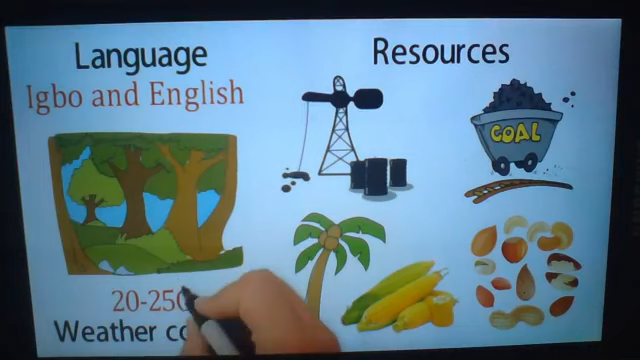 Language
Igbo and English
Resources
COAL
20-25
Weather